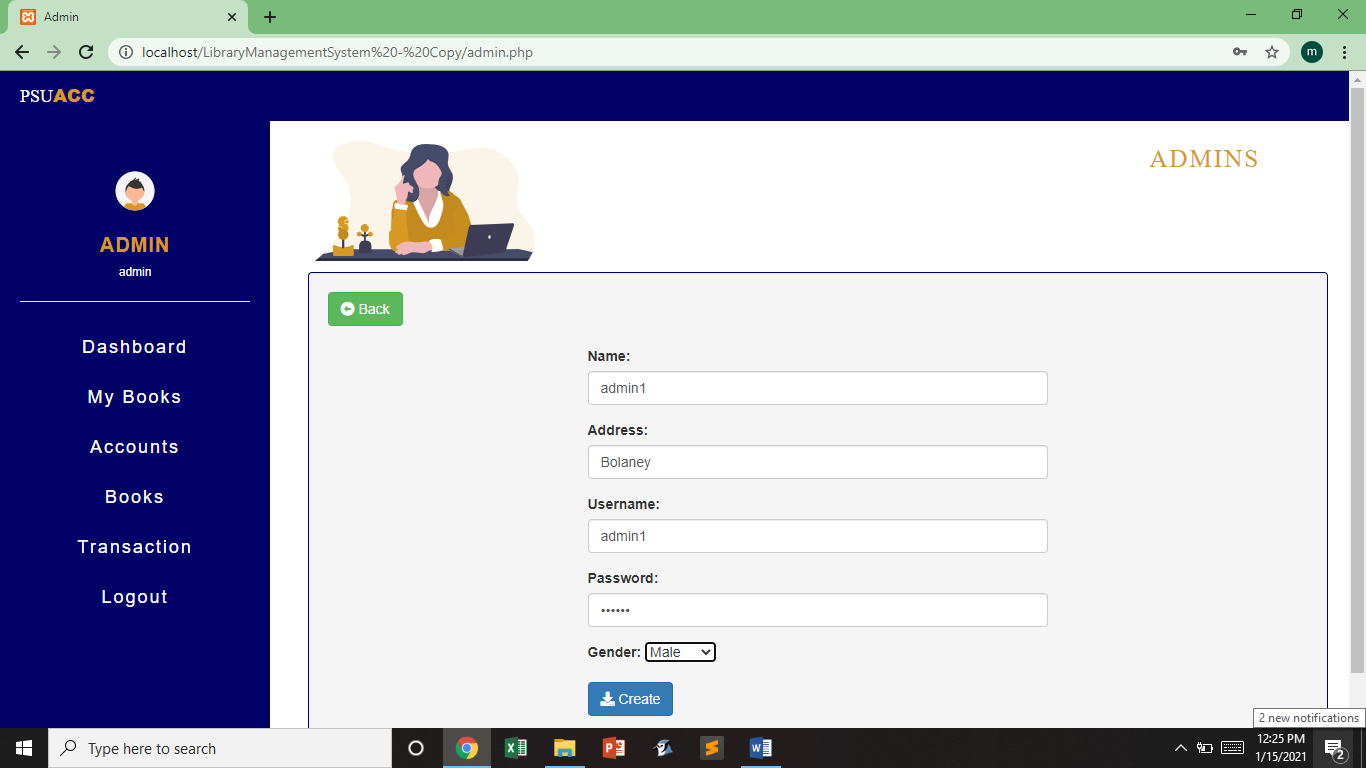 Admin
localhost/LibraryManagementSystem%20-%20Copy/admin.php
m
PSUACC
ADMINS
ADMIN
admin
Dashboard
My Books
Accounts
Books
Transaction
Logout
Back
Name:
admin1
Address:
Bolaney
Username:
admin1
Password:
••••••
Gender: Male
Create
2 new notifications
Type here to search
12:25 PM
1/15/2021
2